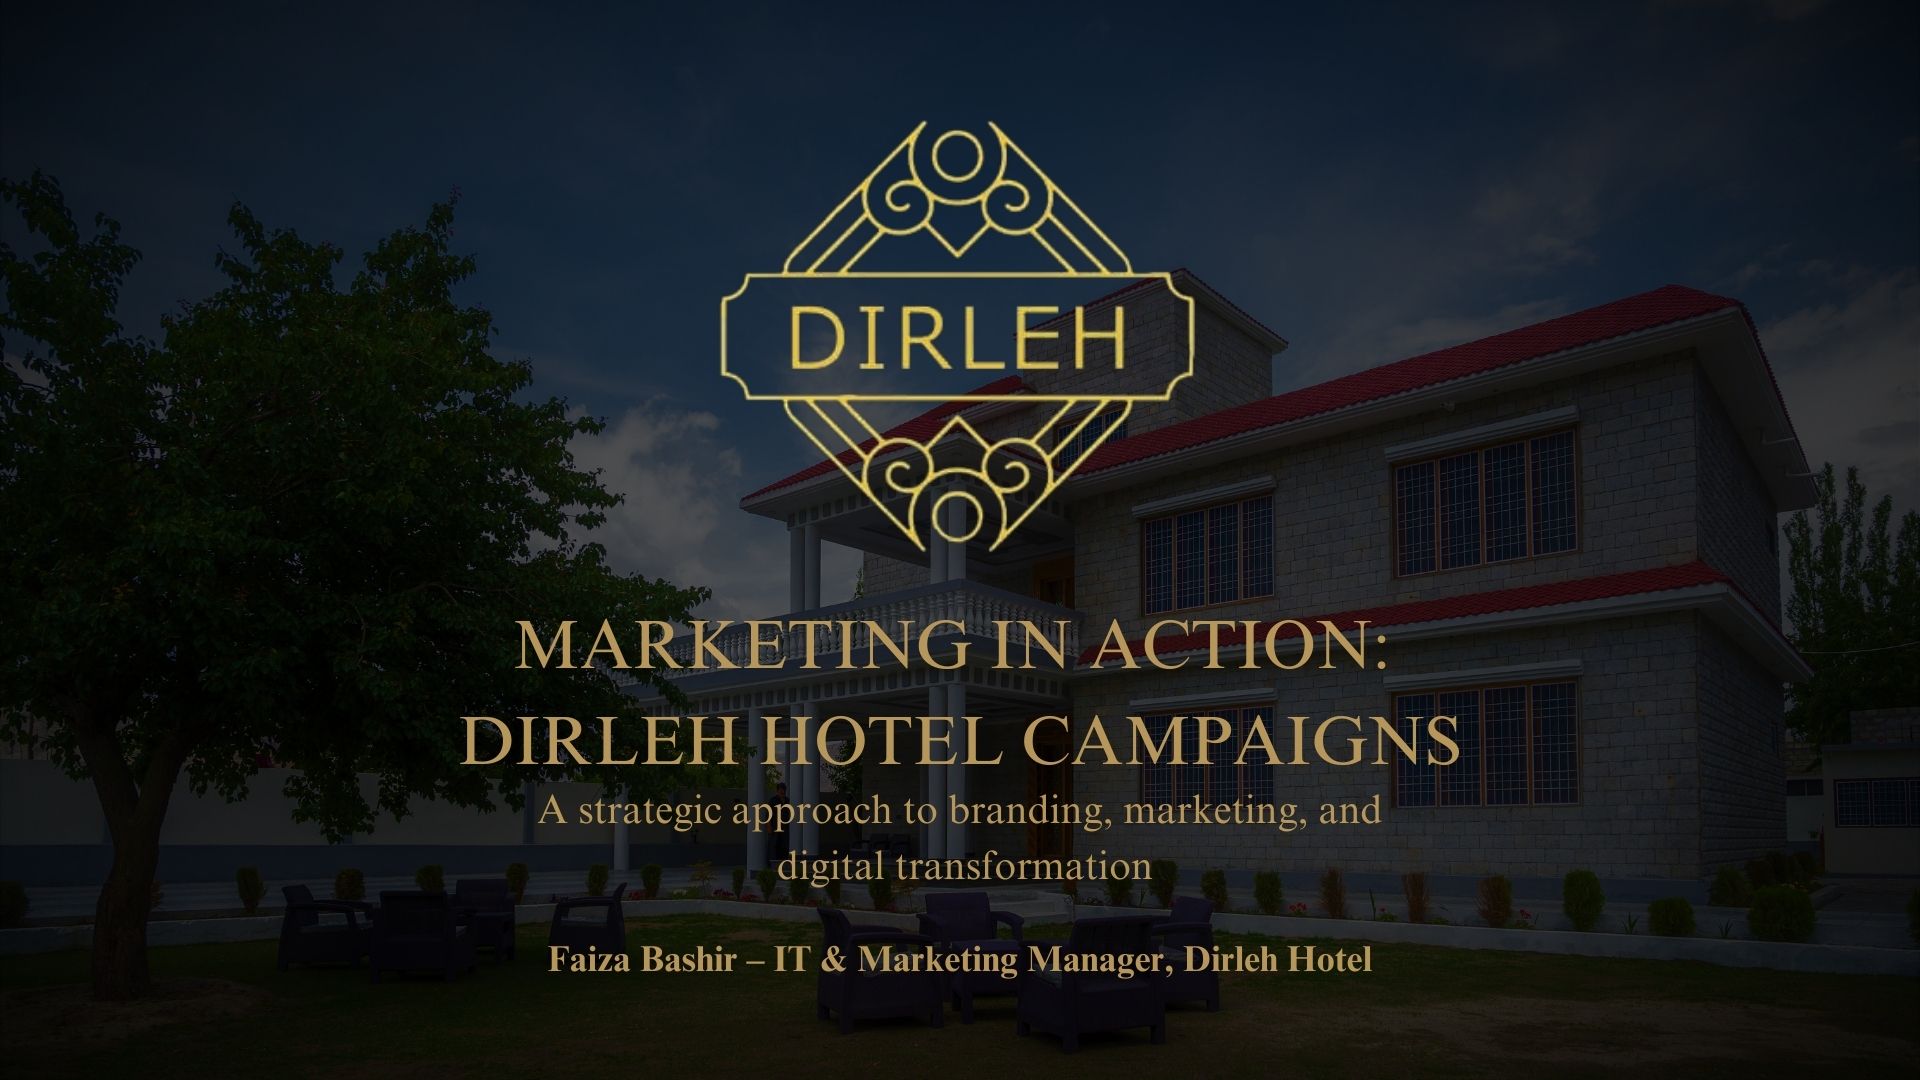 DIRLEH
MARKETING IN ACTION:
DIRLEH HOTEL CAMPAIGNS
A strategic approach to branding, marketing, and
digital transformation
Faiza Bashir – IT & Marketing Manager, Dirleh Hotel